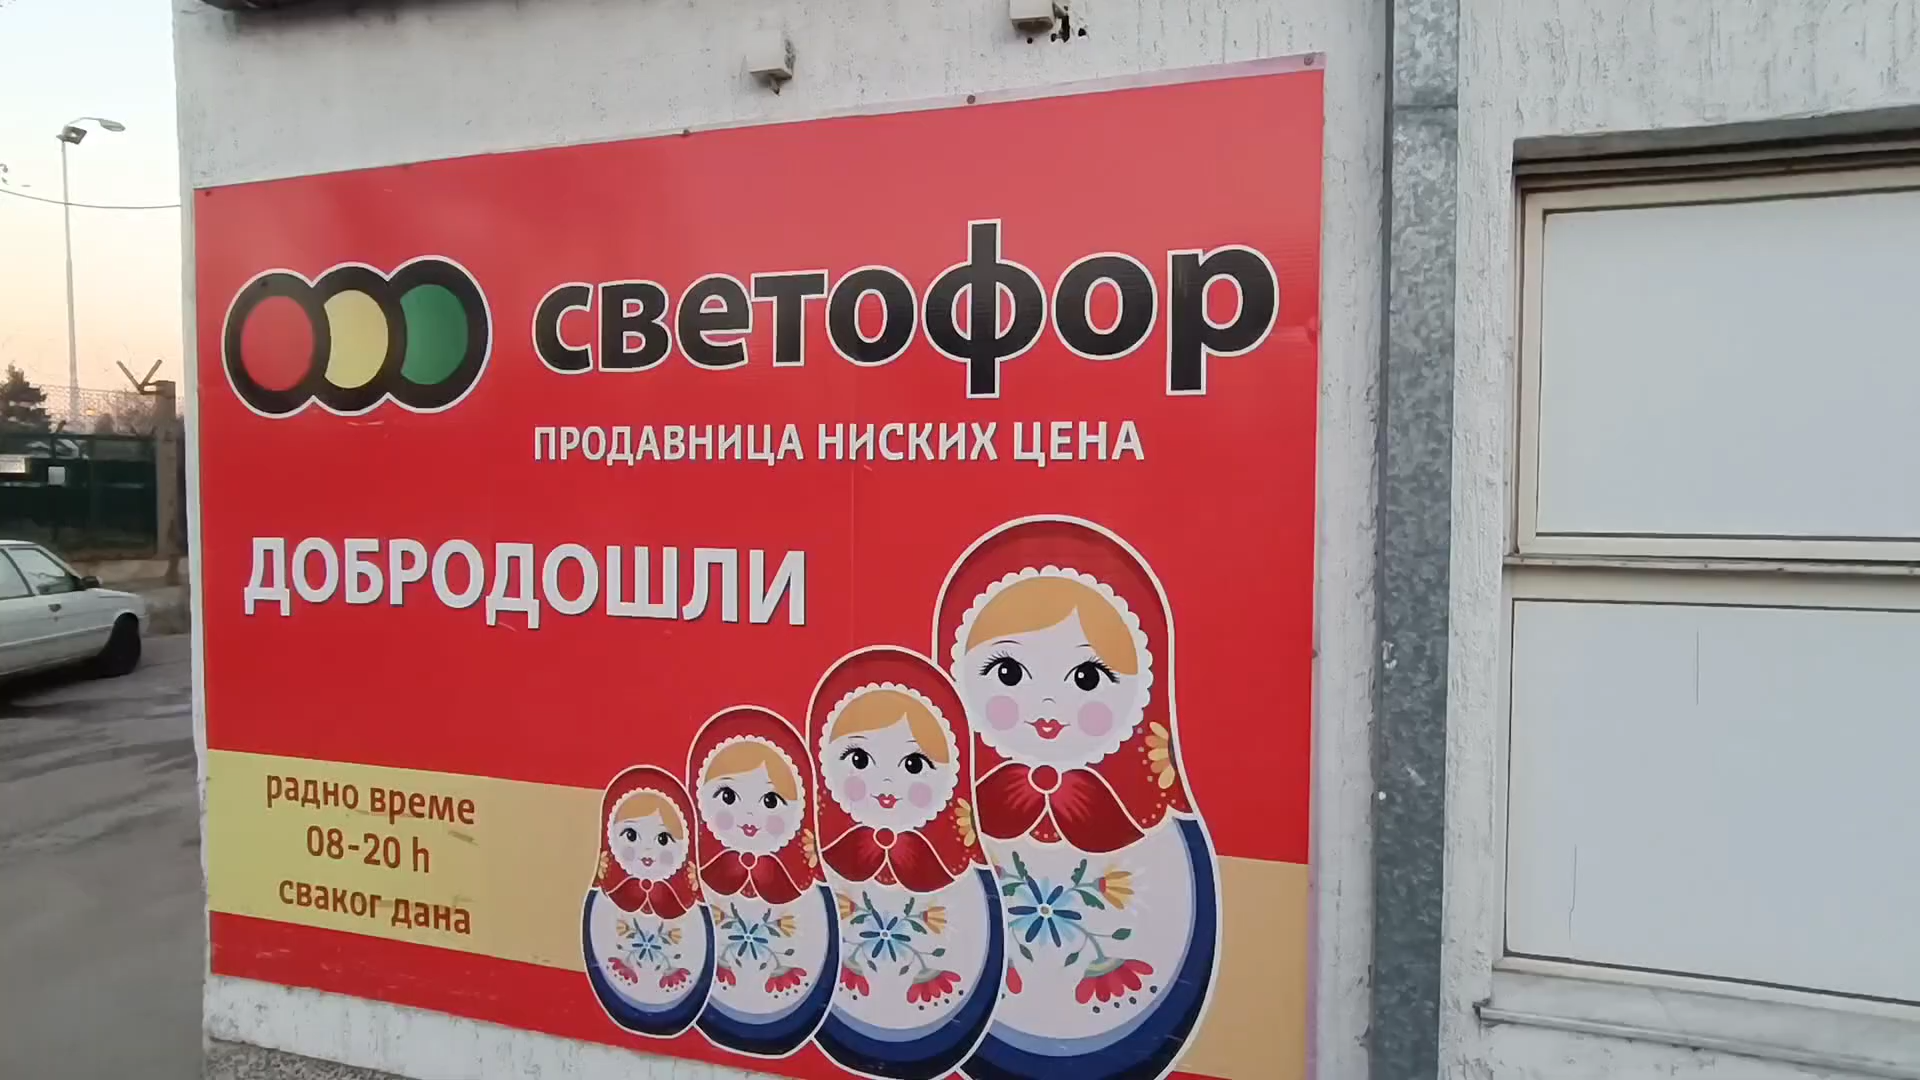 светофор
ПРОДАВНИЦА НИСКИХ ЦЕНА
ДОБРОДОШЛИ
радно време
08-20 h
сваког дана